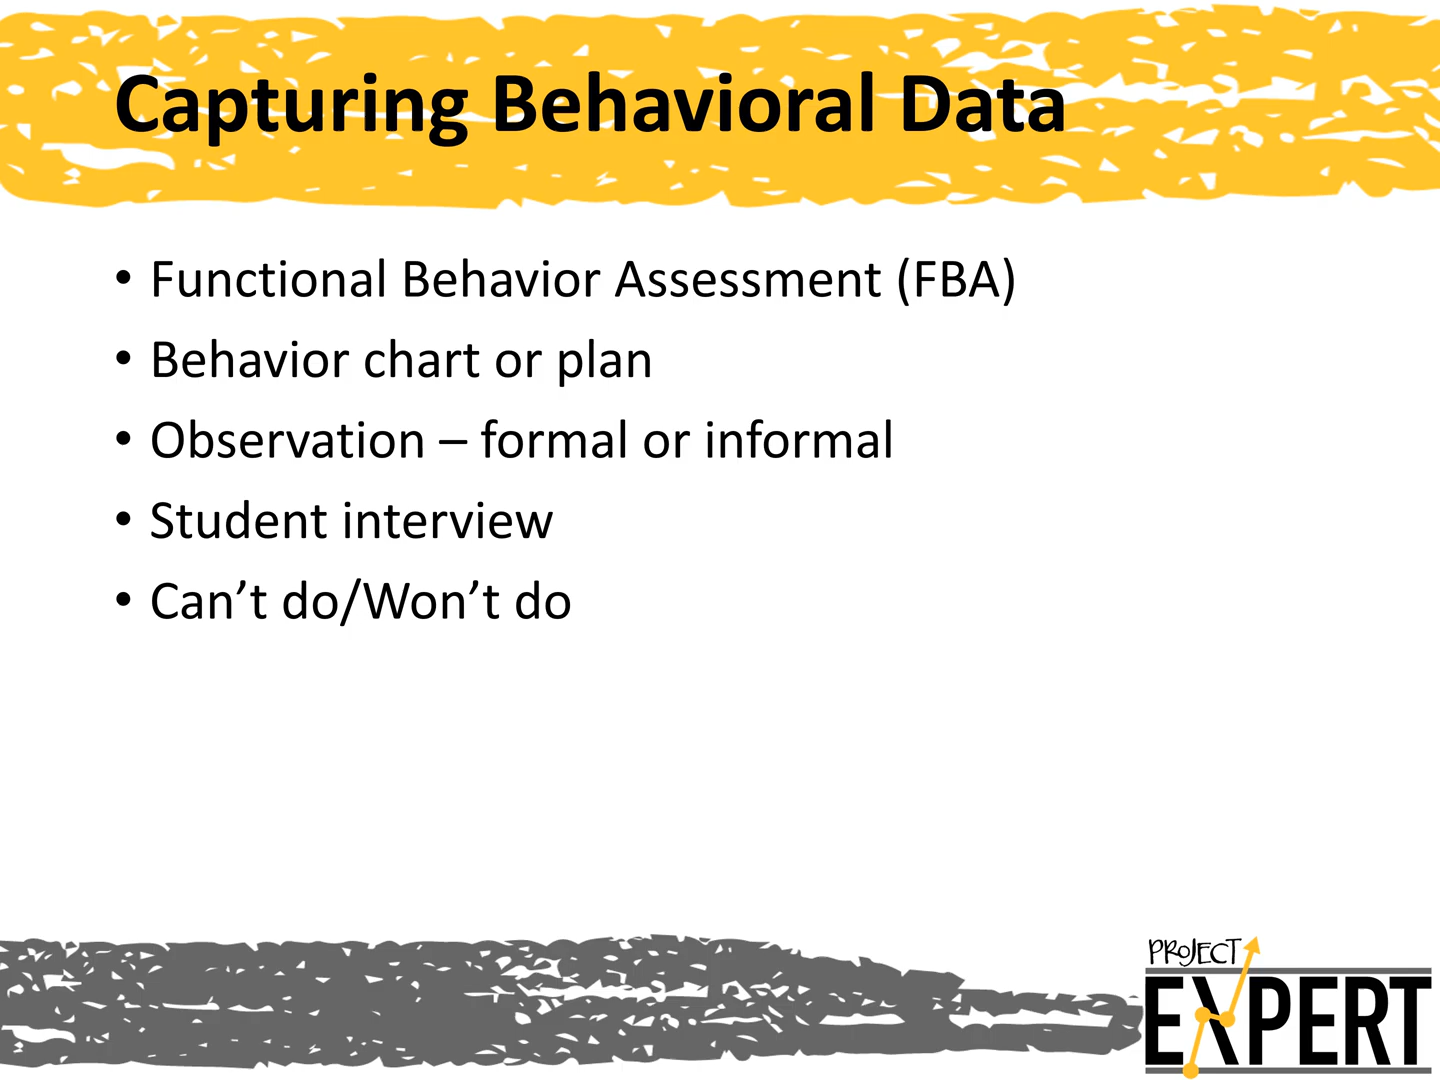 Capturing Behavioral Data
• Functional Behavior Assessment (FBA)
• Behavior chart or plan
• Observation – formal or informal
• Student interview
• Can’t do/Won’t do
PROJECT
EXPERT